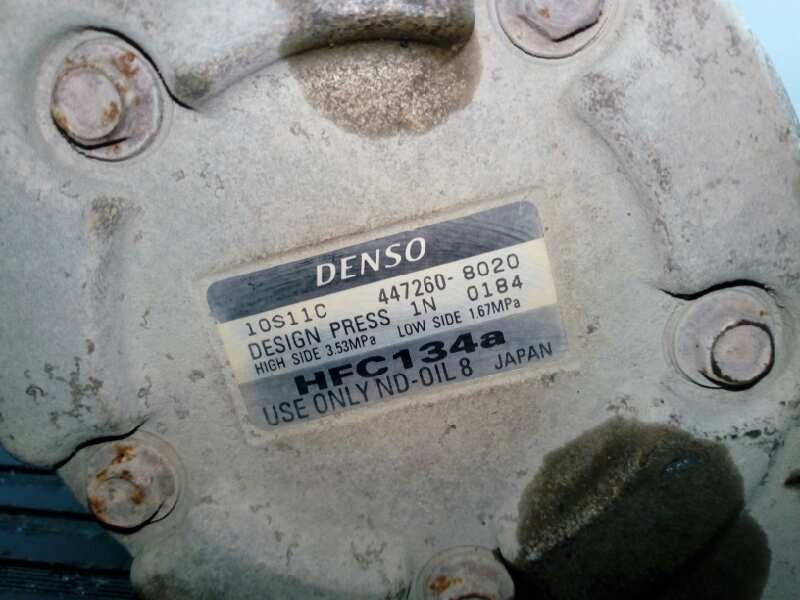 DENSO
10S11C 447260-8020
DESIGN PRESS 1N 0184
HIGH SIDE 3.53MPa LOW SIDE 1.67MPa
HFC134a
USE ONLY ND-OIL 8 JAPAN